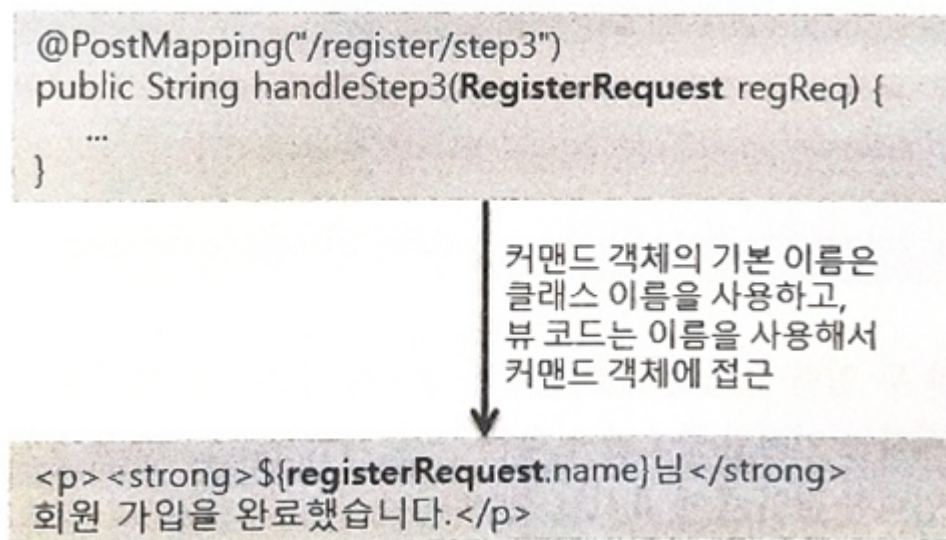 @PostMapping("/register/step3")
public String handleStep3(RegisterRequest regReq) {
...
}
커맨드 객체의 기본 이름은
클래스 이름을 사용하고,
뷰 코드는 이름을 사용해서
커맨드 객체에 접근
<p><strong>${registerRequest.name}님</strong>
회원 가입을 완료했습니다.</p>